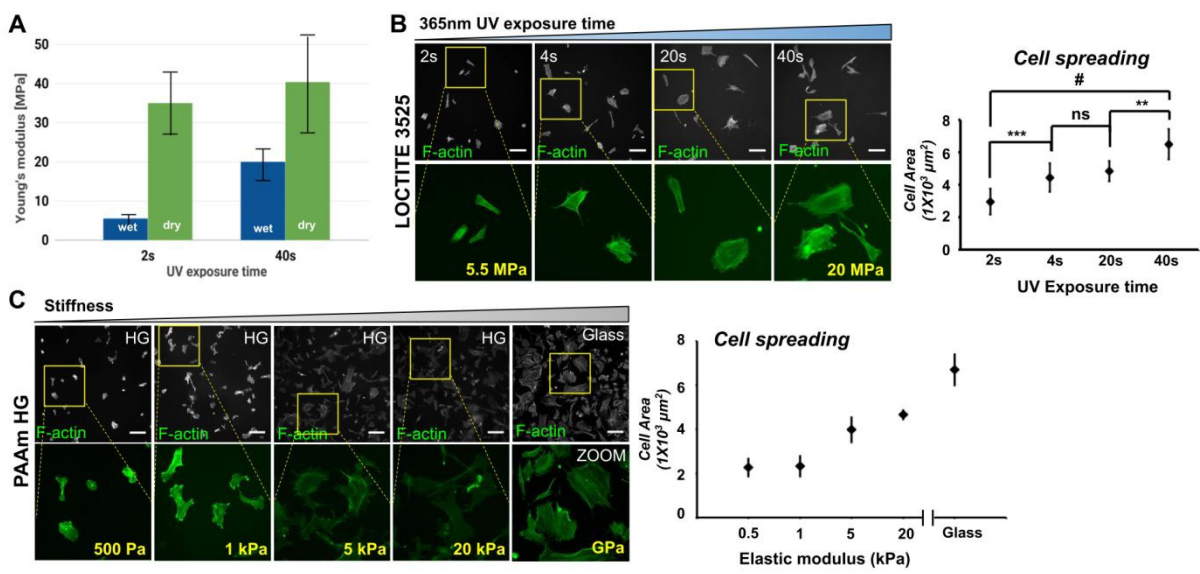 A
Young's modulus [MPa]
50
40
30
20
10
0
wet
dry
wet
dry
2s
40s
UV exposure time
B
365nm UV exposure time
LOCTITE 3525
2s
4s
20s
40s
F-actin
F-actin
F-actin
F-actin
5.5 MPa
20 MPa
Cell spreading
#
***
ns
**
Cell Area
(1X10³ µm²)
8
6
4
2
0
2s
4s
20s
40s
UV Exposure time
C
Stiffness
PAAm HG
HG
HG
HG
HG
Glass
F-actin
F-actin
F-actin
F-actin
F-actin
ZOOM
500 Pa
1 kPa
5 kPa
20 kPa
GPa
Cell spreading
Cell Area
(1X10³ µm²)
8
6
4
2
0
0.5
1
5
20
Glass
Elastic modulus (kPa)